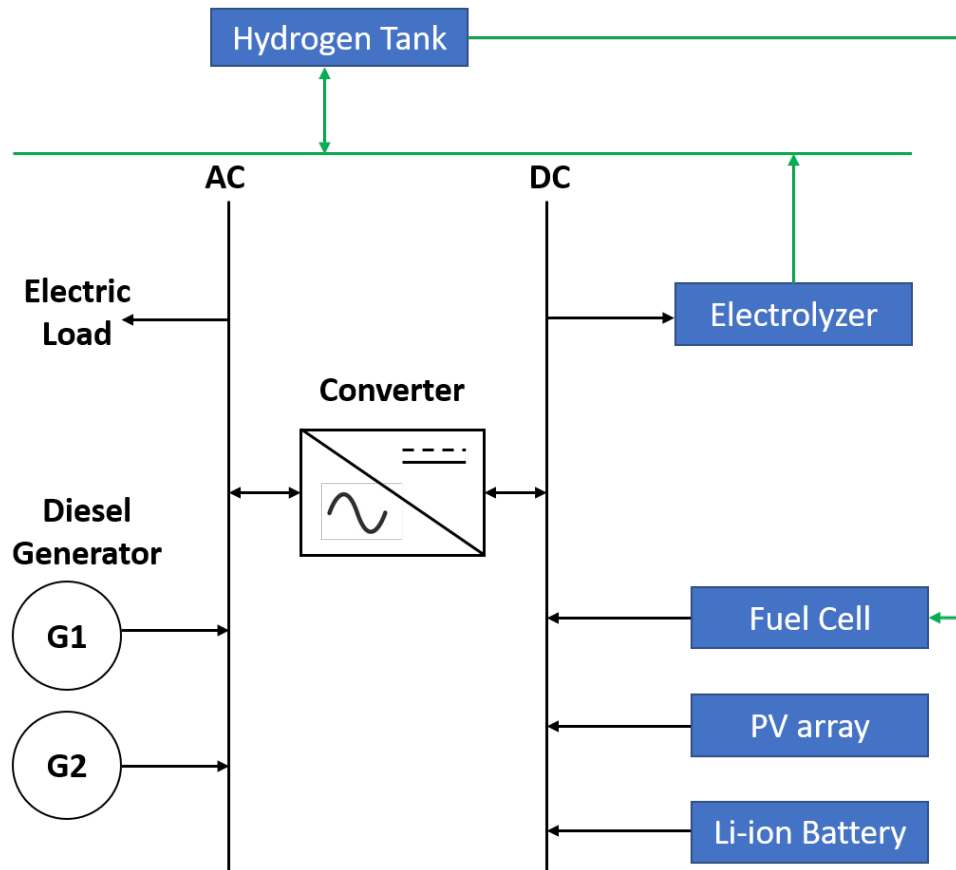 Hydrogen Tank
AC
DC
Electric
Load
Electrolyzer
Converter
Diesel
Generator
G1
Fuel Cell
G2
PV array
Li-ion Battery